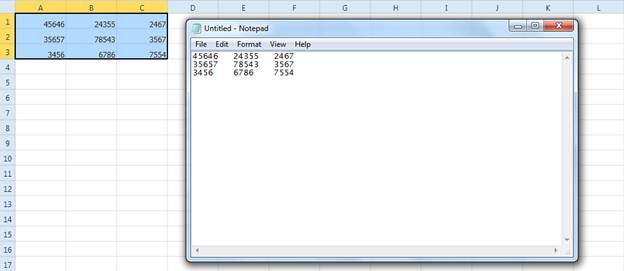 A B C D E F G H I J K L
1 45646 24355 2467
2 35657 78543 3567
3 3456 6786 7554
4
5
6
7
8
9
10
11
12
13
14
15
16
17
Untitled - Notepad
File Edit Format View Help
45646 24355 2467
35657 78543 3567
3456 6786 7554